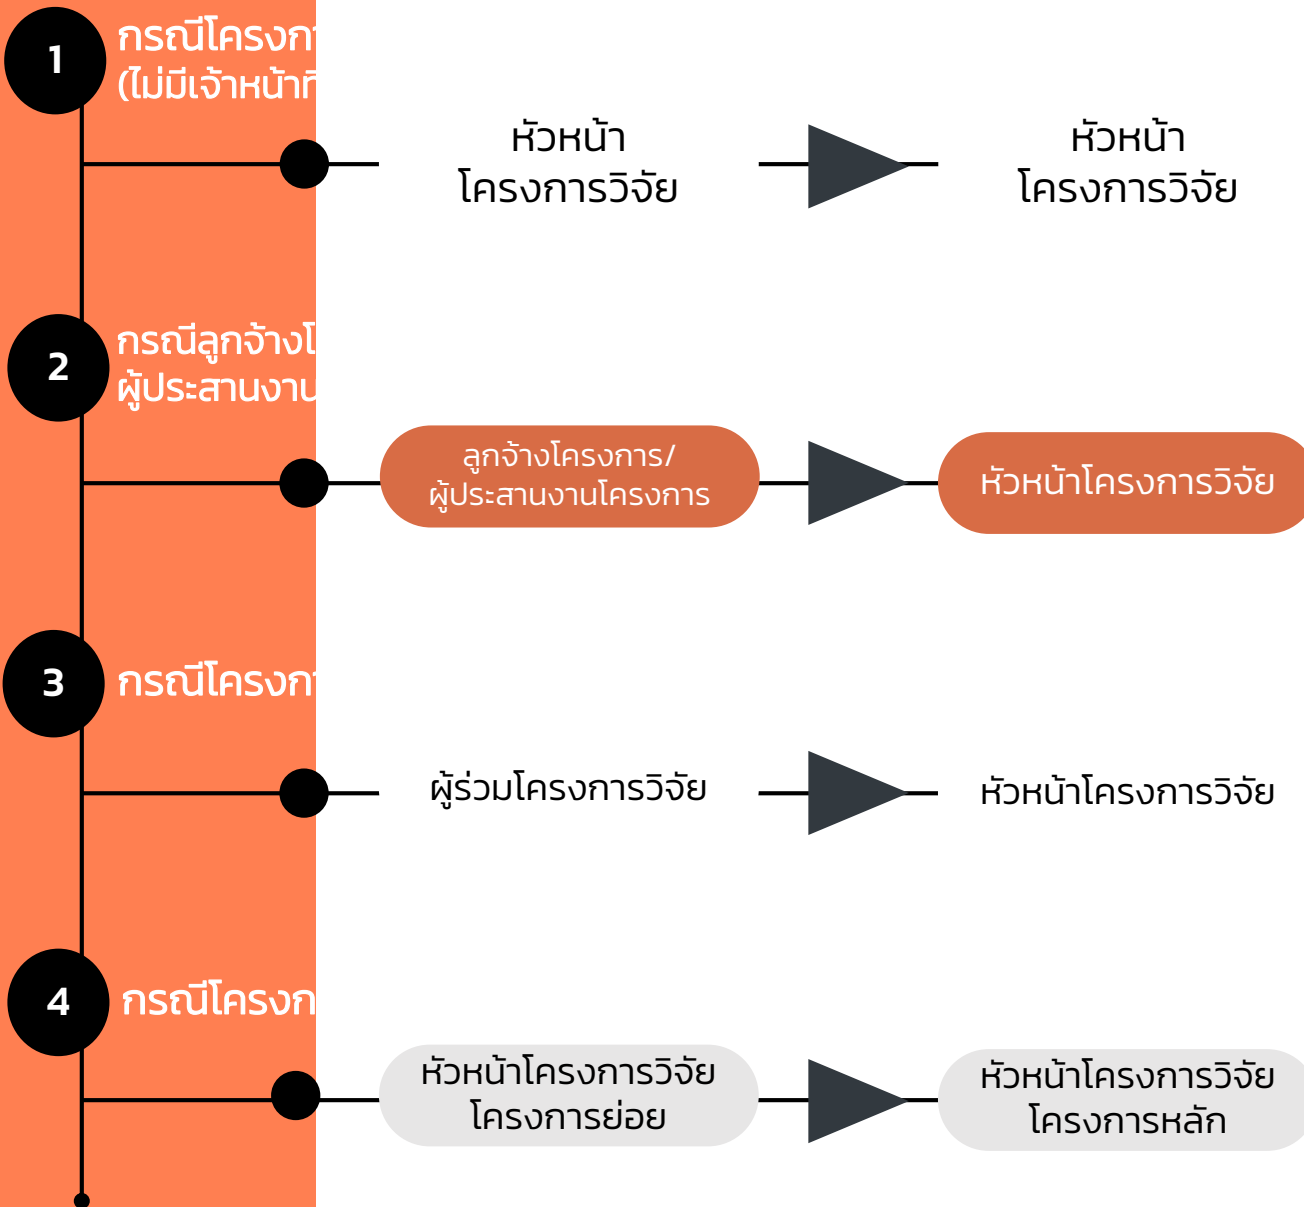 1
กรณีโครงกา
(ไม่มีเจ้าหน้าที
หัวหน้า
โครงการวิจัย
หัวหน้า
โครงการวิจัย
2
กรณีลูกจ้างโ
ผู้ประสานงาน
ลูกจ้างโครงการ/
ผู้ประสานงานโครงการ
หัวหน้าโครงการวิจัย
3
กรณีโครงกา
ผู้ร่วมโครงการวิจัย
หัวหน้าโครงการวิจัย
4
กรณีโครงก
หัวหน้าโครงการวิจัย
โครงการย่อย
หัวหน้าโครงการวิจัย
โครงการหลัก